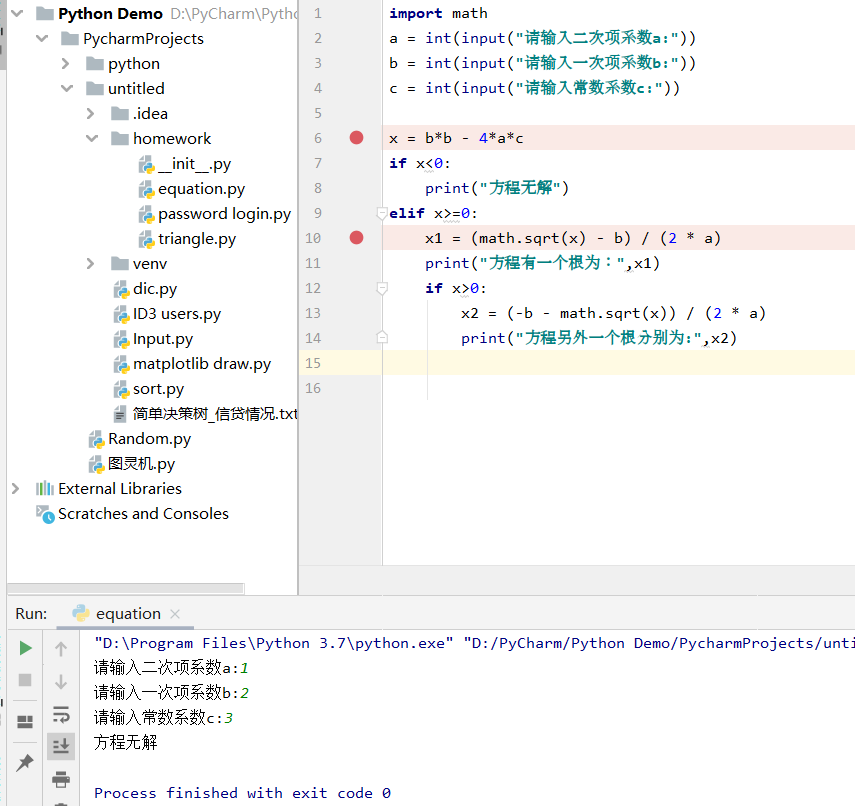 Python Demo D:\PyCharm\Pytho
PycharmProjects
python
untitled
.idea
homework
__init__.py
equation.py
password login.py
triangle.py
venv
dic.py
ID3 users.py
Input.py
matplotlib draw.py
sort.py
简单决策树_信贷情况.txt
Random.py
图灵机.py
External Libraries
Scratches and Consoles
1 import math
2 a = int(input("请输入二次项系数a:"))
3 b = int(input("请输入一次项系数b:"))
4 c = int(input("请输入常数系数c:"))
5
6 x = b*b - 4*a*c
7 if x<0:
8 print("方程无解")
9 elif x>=0:
10 x1 = (math.sqrt(x) - b) / (2 * a)
11 print("方程有一个根为：",x1)
12 if x>0:
13 x2 = (-b - math.sqrt(x)) / (2 * a)
14 print("方程另外一个根分别为:",x2)
15
16
Run: equation
"D:\Program Files\Python 3.7\python.exe" "D:/PyCharm/Python Demo/PycharmProjects/unti
请输入二次项系数a:1
请输入一次项系数b:2
请输入常数系数c:3
方程无解
Process finished with exit code 0